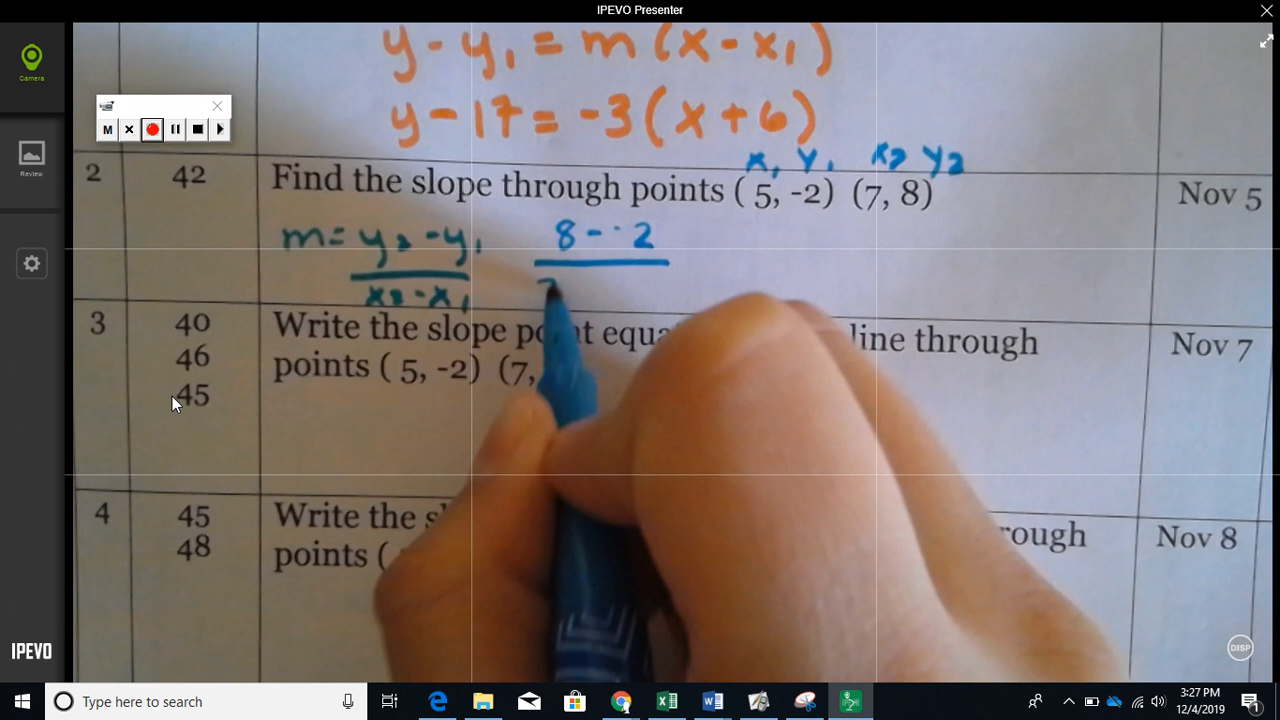 IPEVO Presenter
Camera
Review
IPEVO
M
y - y₁ = m(x - x₁)
y - 17 = -3(x + 6)
x₁ y₁ x₂ y₂
2 42 Find the slope through points ( 5, -2) (7, 8) Nov 5
m = y₂ - y₁ 8 - - 2
x₂ - x₁
3 40 Write the slope equ line through Nov 7
46 points ( 5, -2) (7,
45
4 45 Write the rough Nov 8
48 points (
DISP
Type here to search
3:27 PM
12/4/2019
1